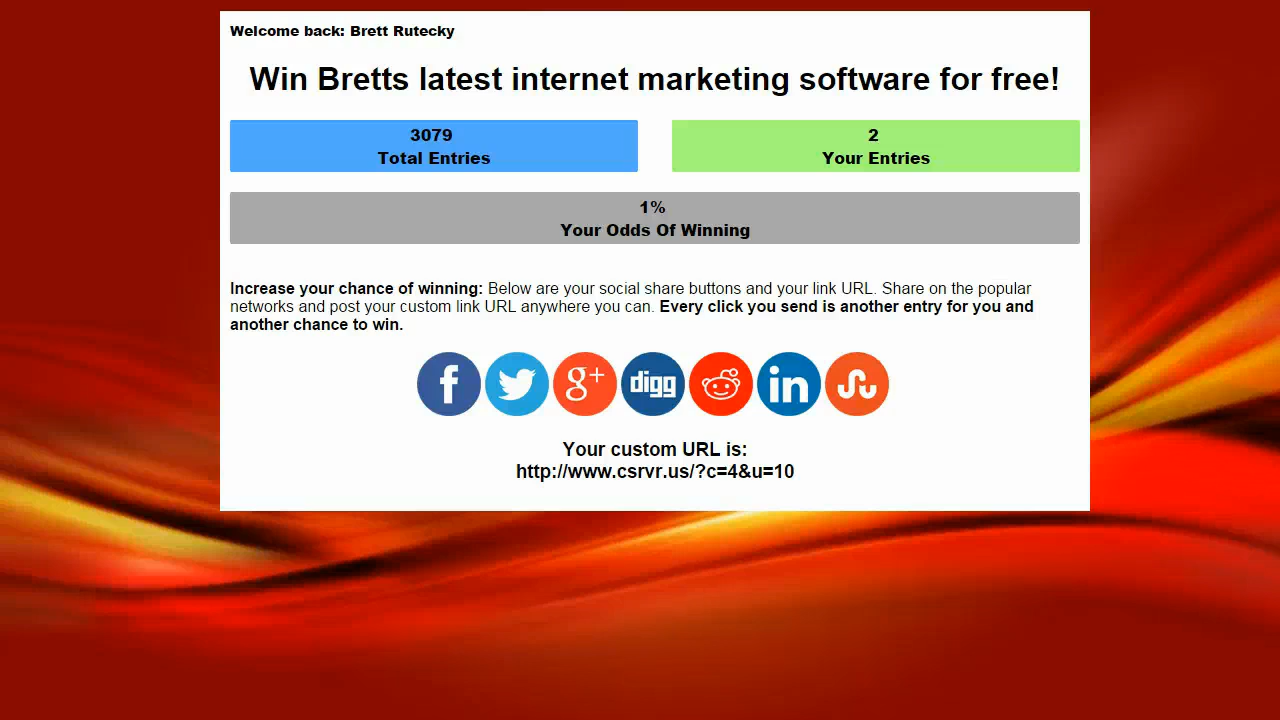 Welcome back: Brett Rutecky
Win Bretts latest internet marketing software for free!
3079
Total Entries
2
Your Entries
1%
Your Odds Of Winning
Increase your chance of winning: Below are your social share buttons and your link URL. Share on the popular
networks and post your custom link URL anywhere you can. Every click you send is another entry for you and
another chance to win.
f
g+
digg
in
Your custom URL is:
http://www.csrvr.us/?c=4&u=10